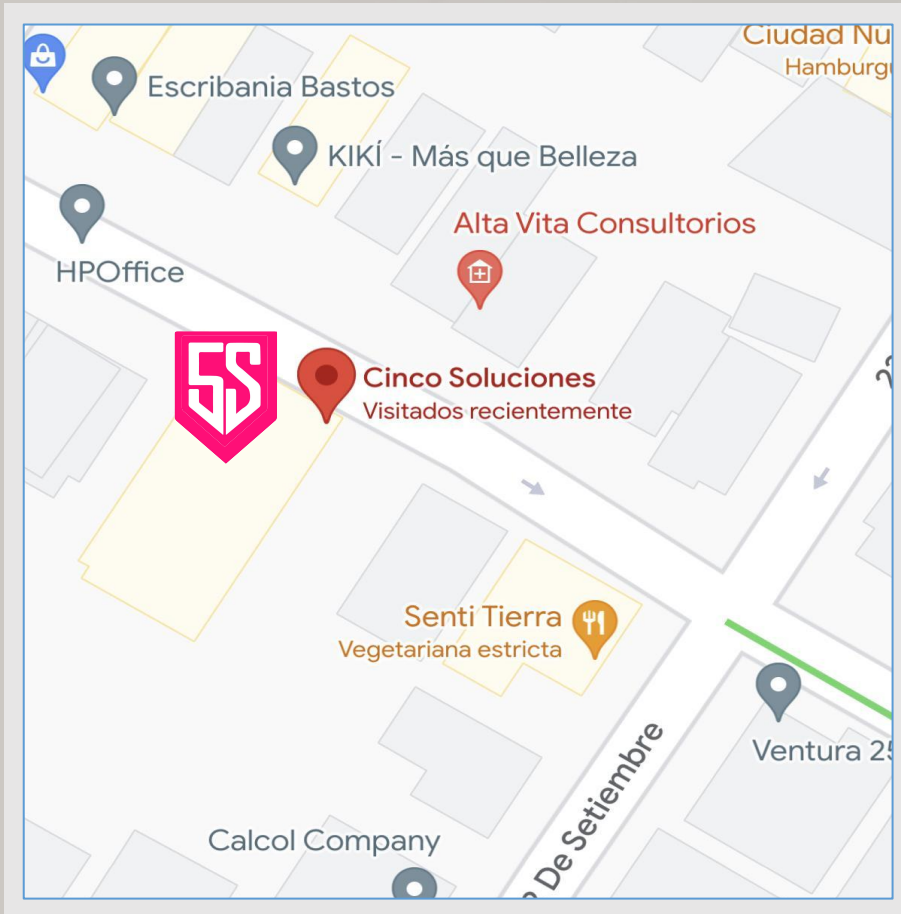 Ciudad Nu
Hamburg
Escribania Bastos
KIKÍ - Más que Belleza
Alta Vita Consultorios
HPOffice
5S
Cinco Soluciones
Visitados recientemente
Senti Tierra
Vegetariana estricta
De Setiembre
Ventura 25
Calcol Company